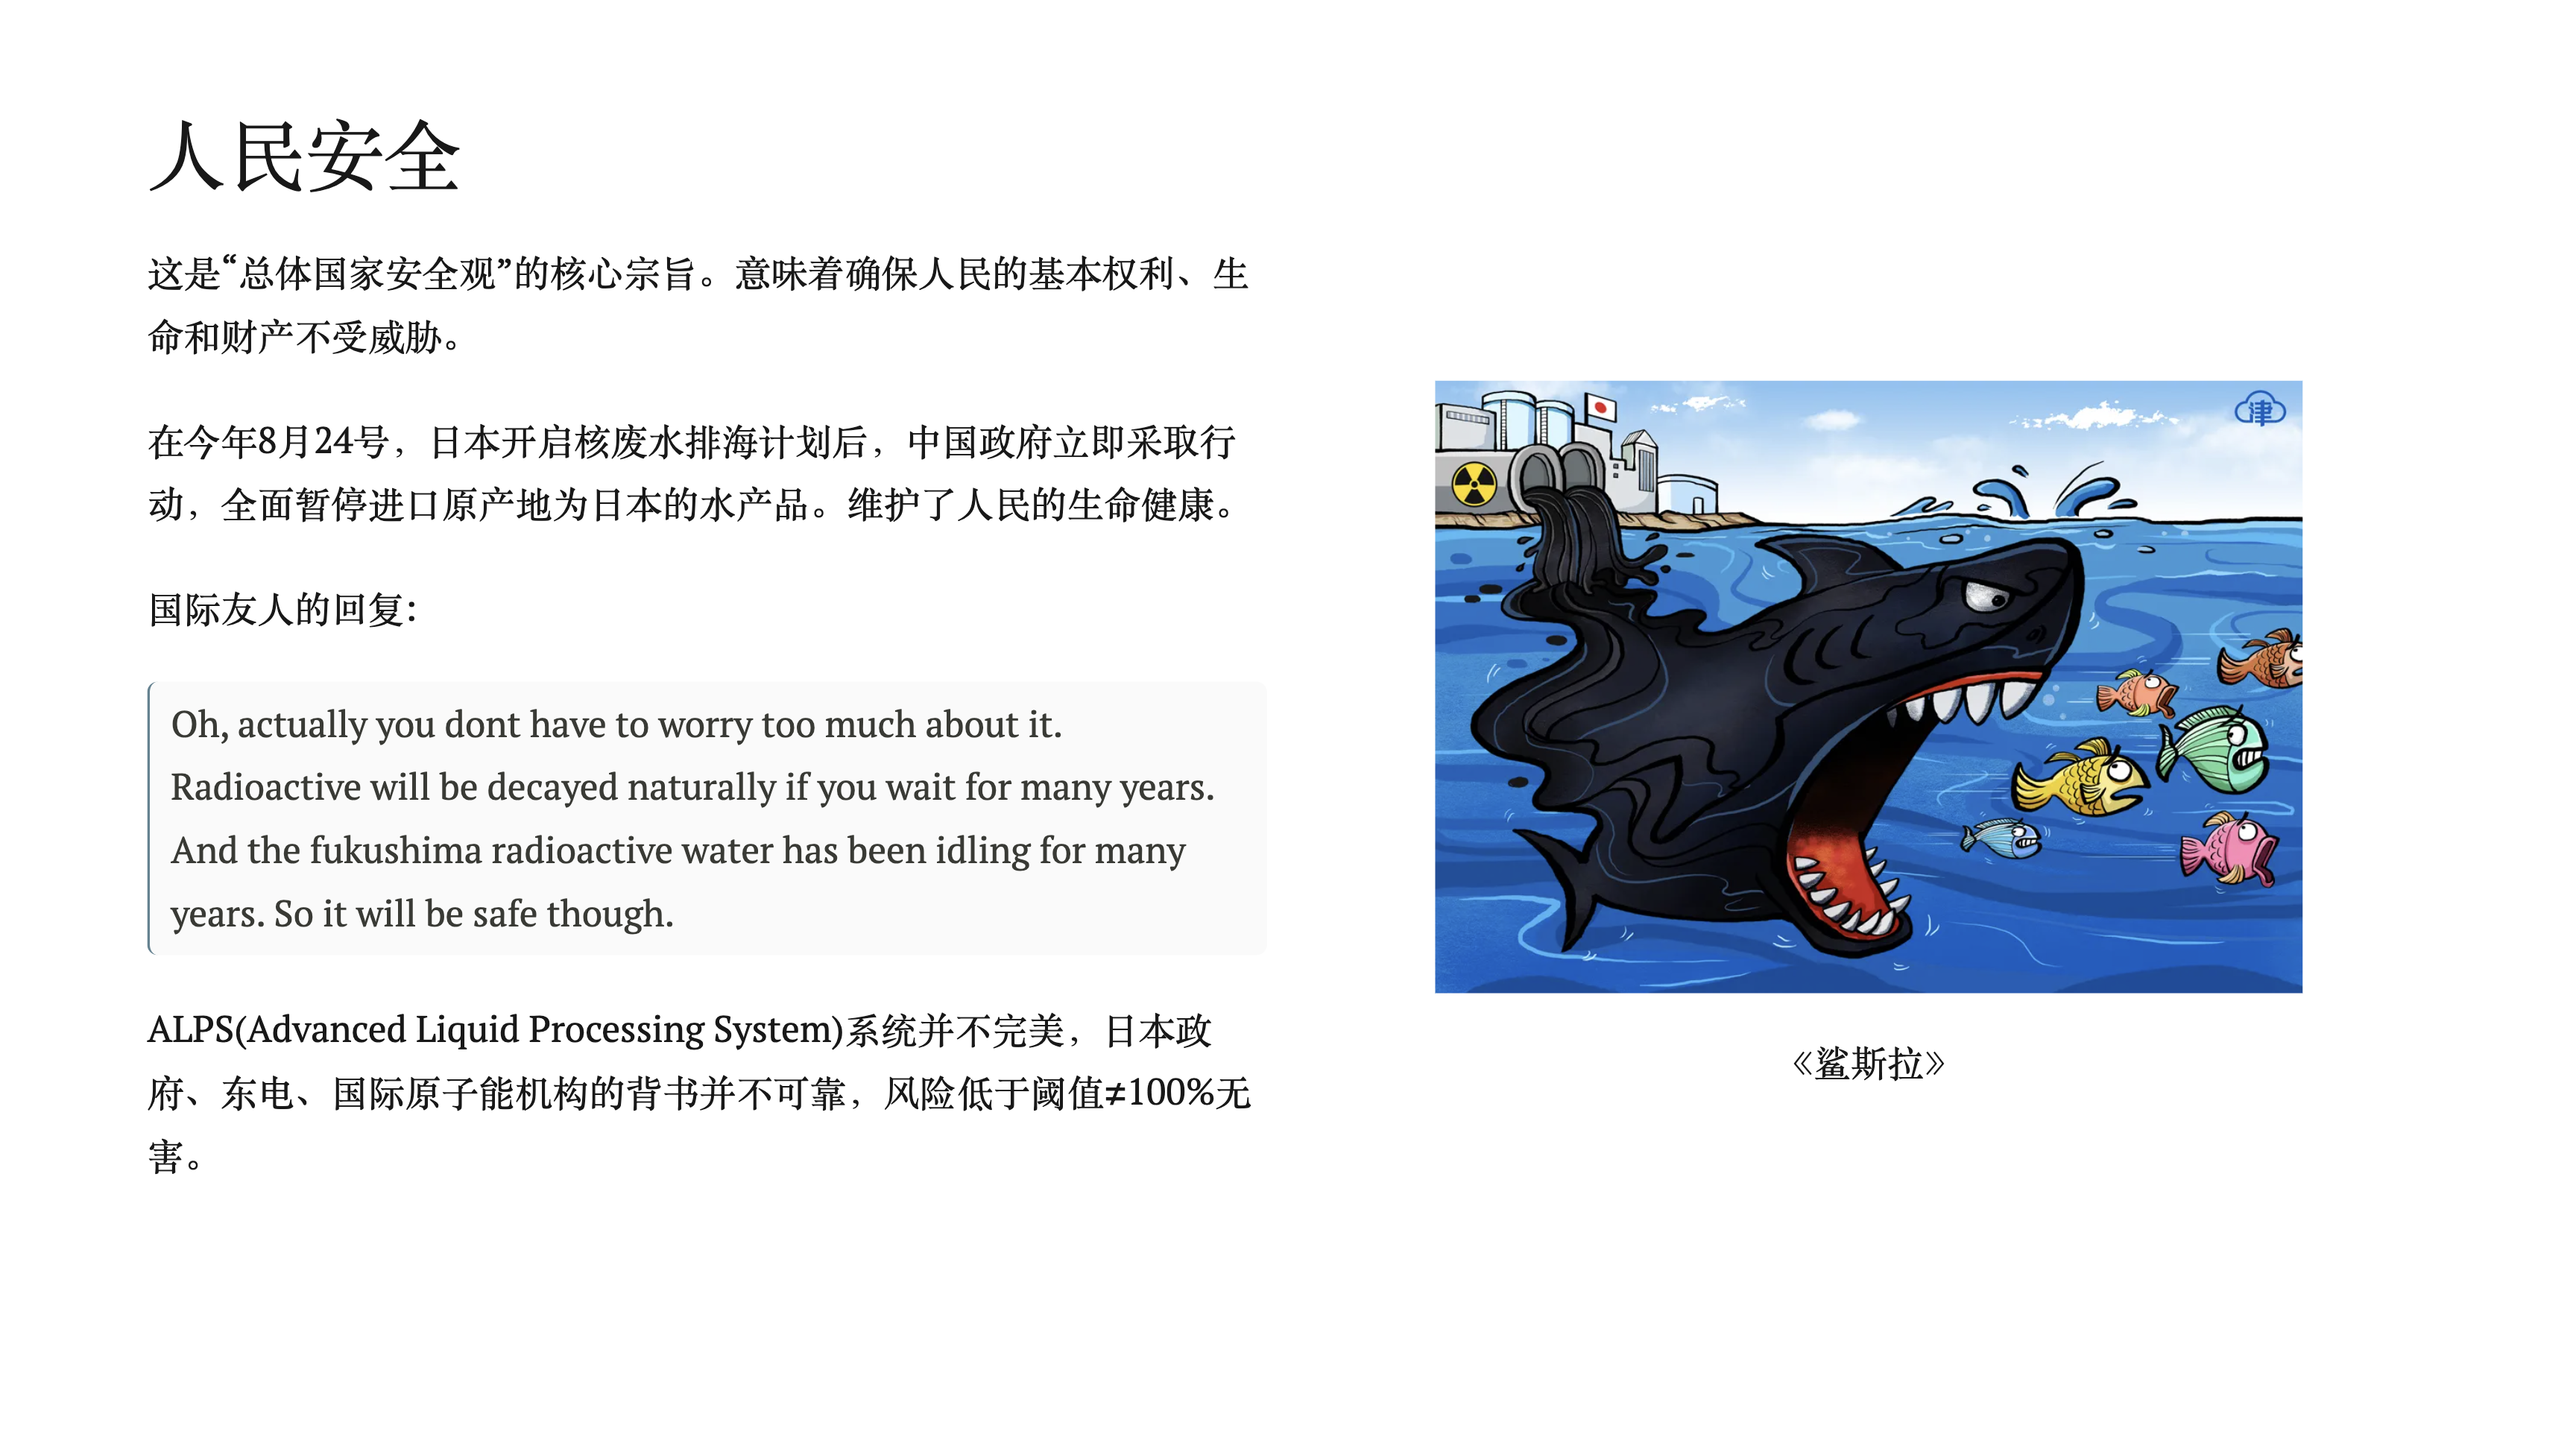 人民安全
这是“总体国家安全观”的核心宗旨。意味着确保人民的基本权利、生
命和财产不受威胁。
在今年8月24号，日本开启核废水排海计划后，中国政府立即采取行
动，全面暂停进口原产地为日本的水产品。维护了人民的生命健康。
国际友人的回复：
Oh, actually you dont have to worry too much about it.
Radioactive will be decayed naturally if you wait for many years.
And the fukushima radioactive water has been idling for many
years. So it will be safe though.
ALPS(Advanced Liquid Processing System)系统并不完美，日本政
府、东电、国际原子能机构的背书并不可靠，风险低于阈值≠100%无
害。
津
《鲨斯拉》